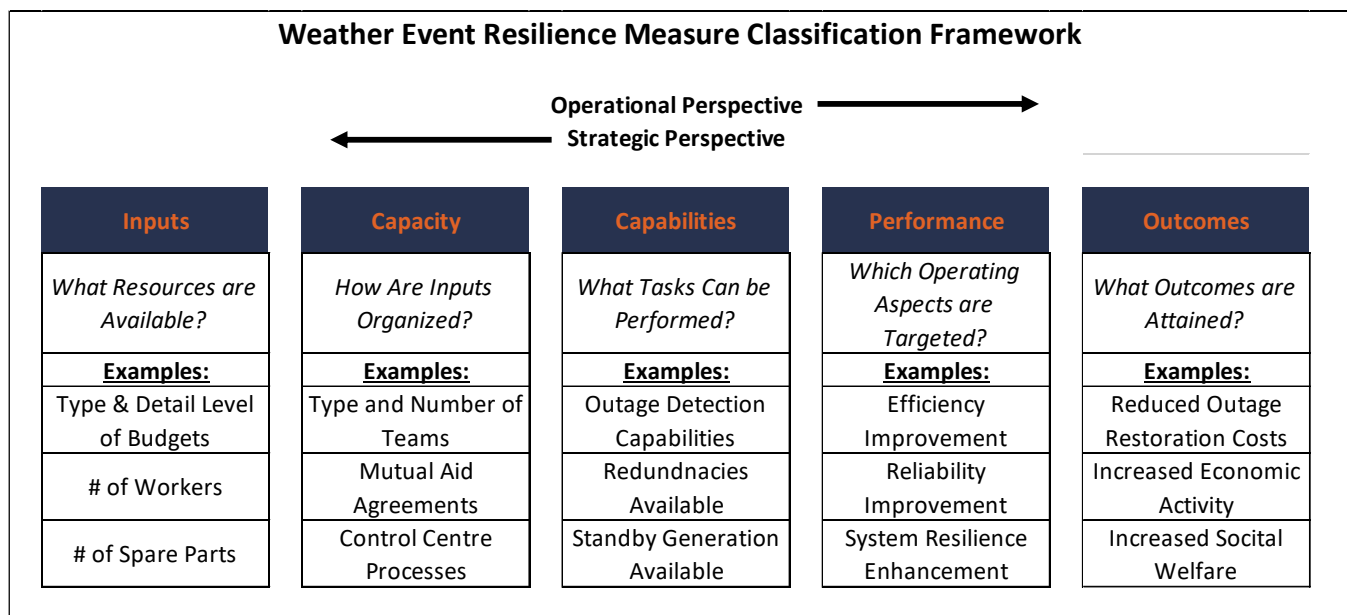 Weather Event Resilience Measure Classification Framework
Operational Perspective
Strategic Perspective
Inputs
What Resources are
Available?
Examples:
Type & Detail Level
of Budgets
# of Workers
# of Spare Parts
Capacity
How Are Inputs
Organized?
Examples:
Type and Number of
Teams
Mutual Aid
Agreements
Control Centre
Processes
Capabilities
What Tasks Can be
Performed?
Examples:
Outage Detection
Capabilities
Redundnacies
Available
Standby Generation
Available
Performance
Which Operating
Aspects are
Targeted?
Examples:
Efficiency
Improvement
Reliability
Improvement
System Resilience
Enhancement
Outcomes
What Outcomes are
Attained?
Examples:
Reduced Outage
Restoration Costs
Increased Economic
Activity
Increased Socital
Welfare